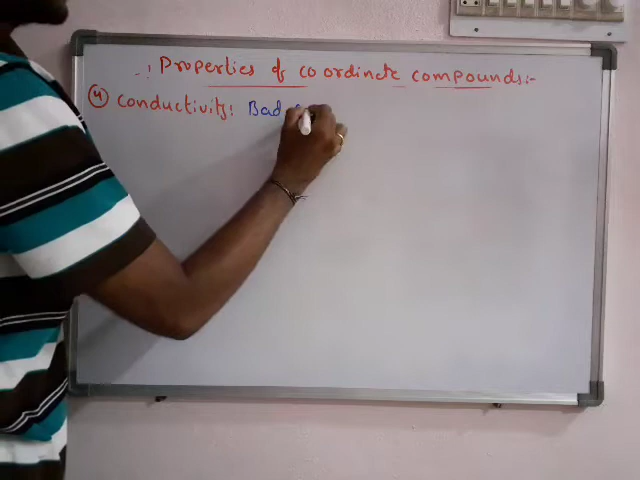 ∴ Properties of coordinate compounds:-
④ Conductivity: Bad